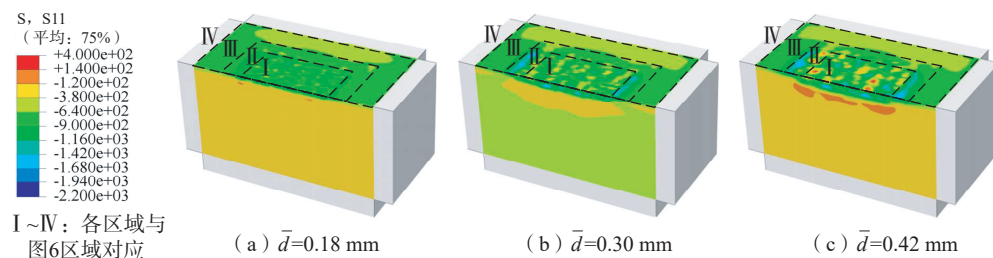 S，S11
（平均：75%）
+4.000e+02
+1.400e+02
-1.200e+02
-3.800e+02
-6.400e+02
-9.000e+02
-1.160e+03
-1.420e+03
-1.680e+03
-1.940e+03
-2.200e+03
Ⅰ~Ⅳ：各区域与
图6区域对应
Ⅳ
Ⅲ
Ⅱ
Ⅰ
（a）d̅=0.18 mm
Ⅳ
Ⅲ
Ⅱ
Ⅰ
（b）d̅=0.30 mm
Ⅳ
Ⅲ
Ⅱ
Ⅰ
（c）d̅=0.42 mm